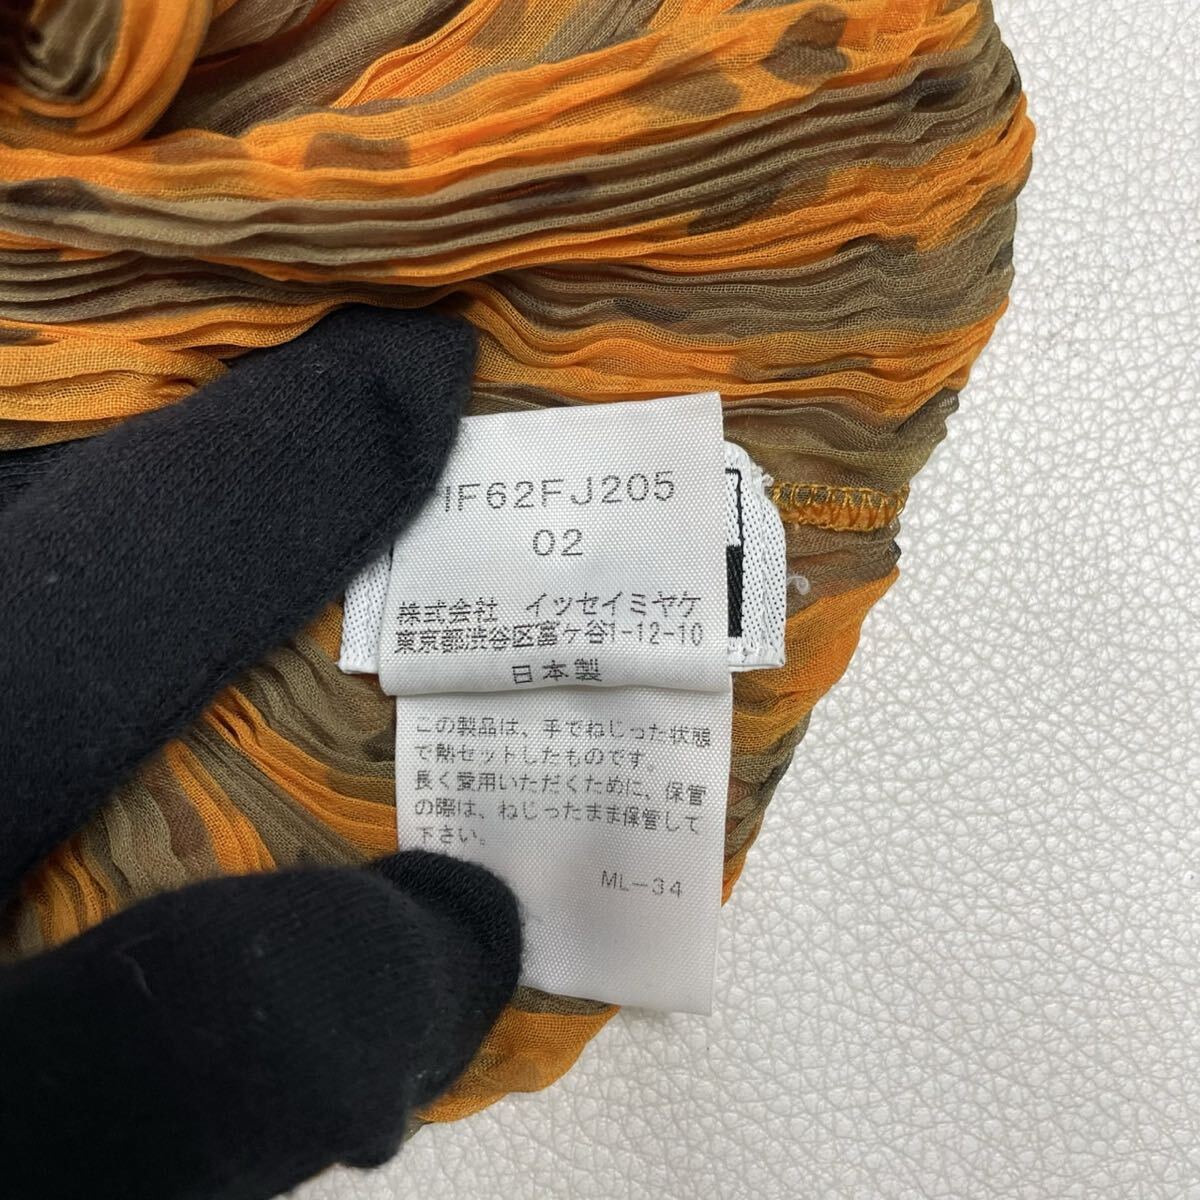 IF62FJ205
02
株式会社 イッセイミヤケ
東京都渋谷区富ケ谷1-12-10
日本製
この製品は、手でねじった状態
で熱セットしたものです。
長く愛用いただくために、保管
の際は、ねじったまま保管して
下さい。
ML-34